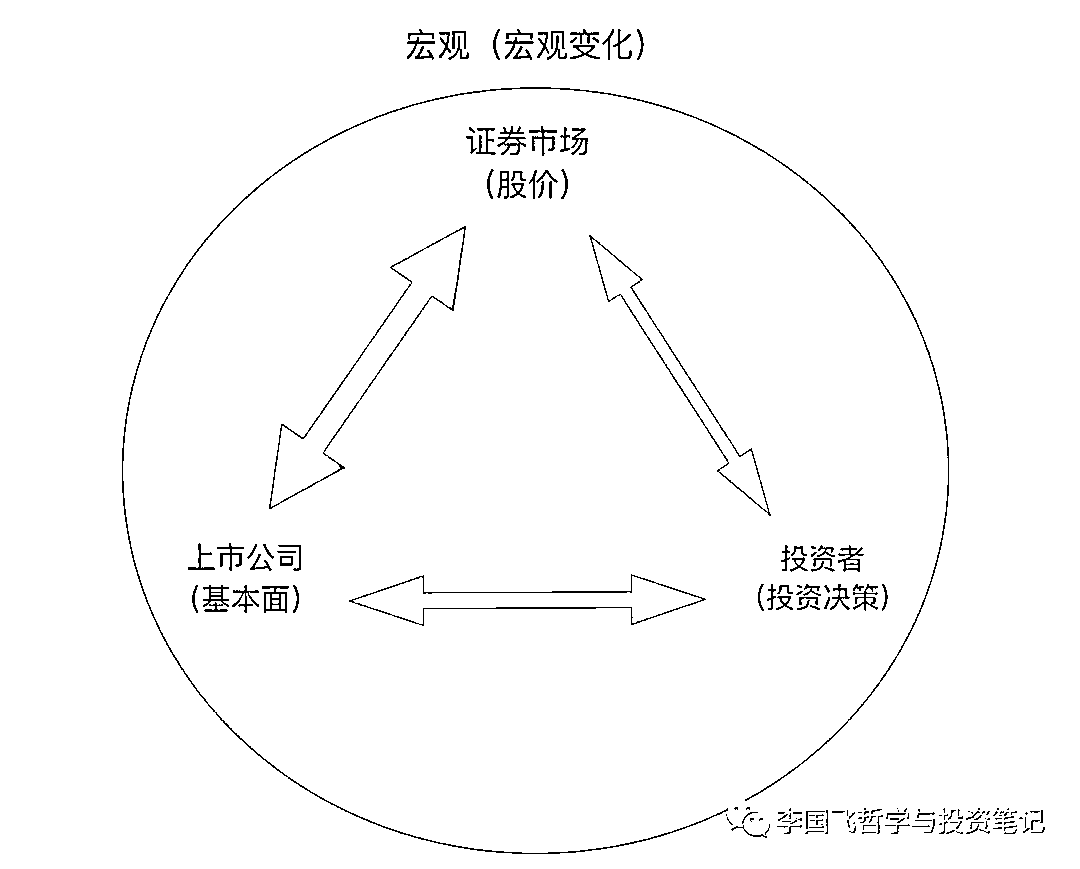 宏观（宏观变化）
证券市场
（股价）
上市公司
（基本面）
投资者
（投资决策）
李国飞哲学与投资笔记